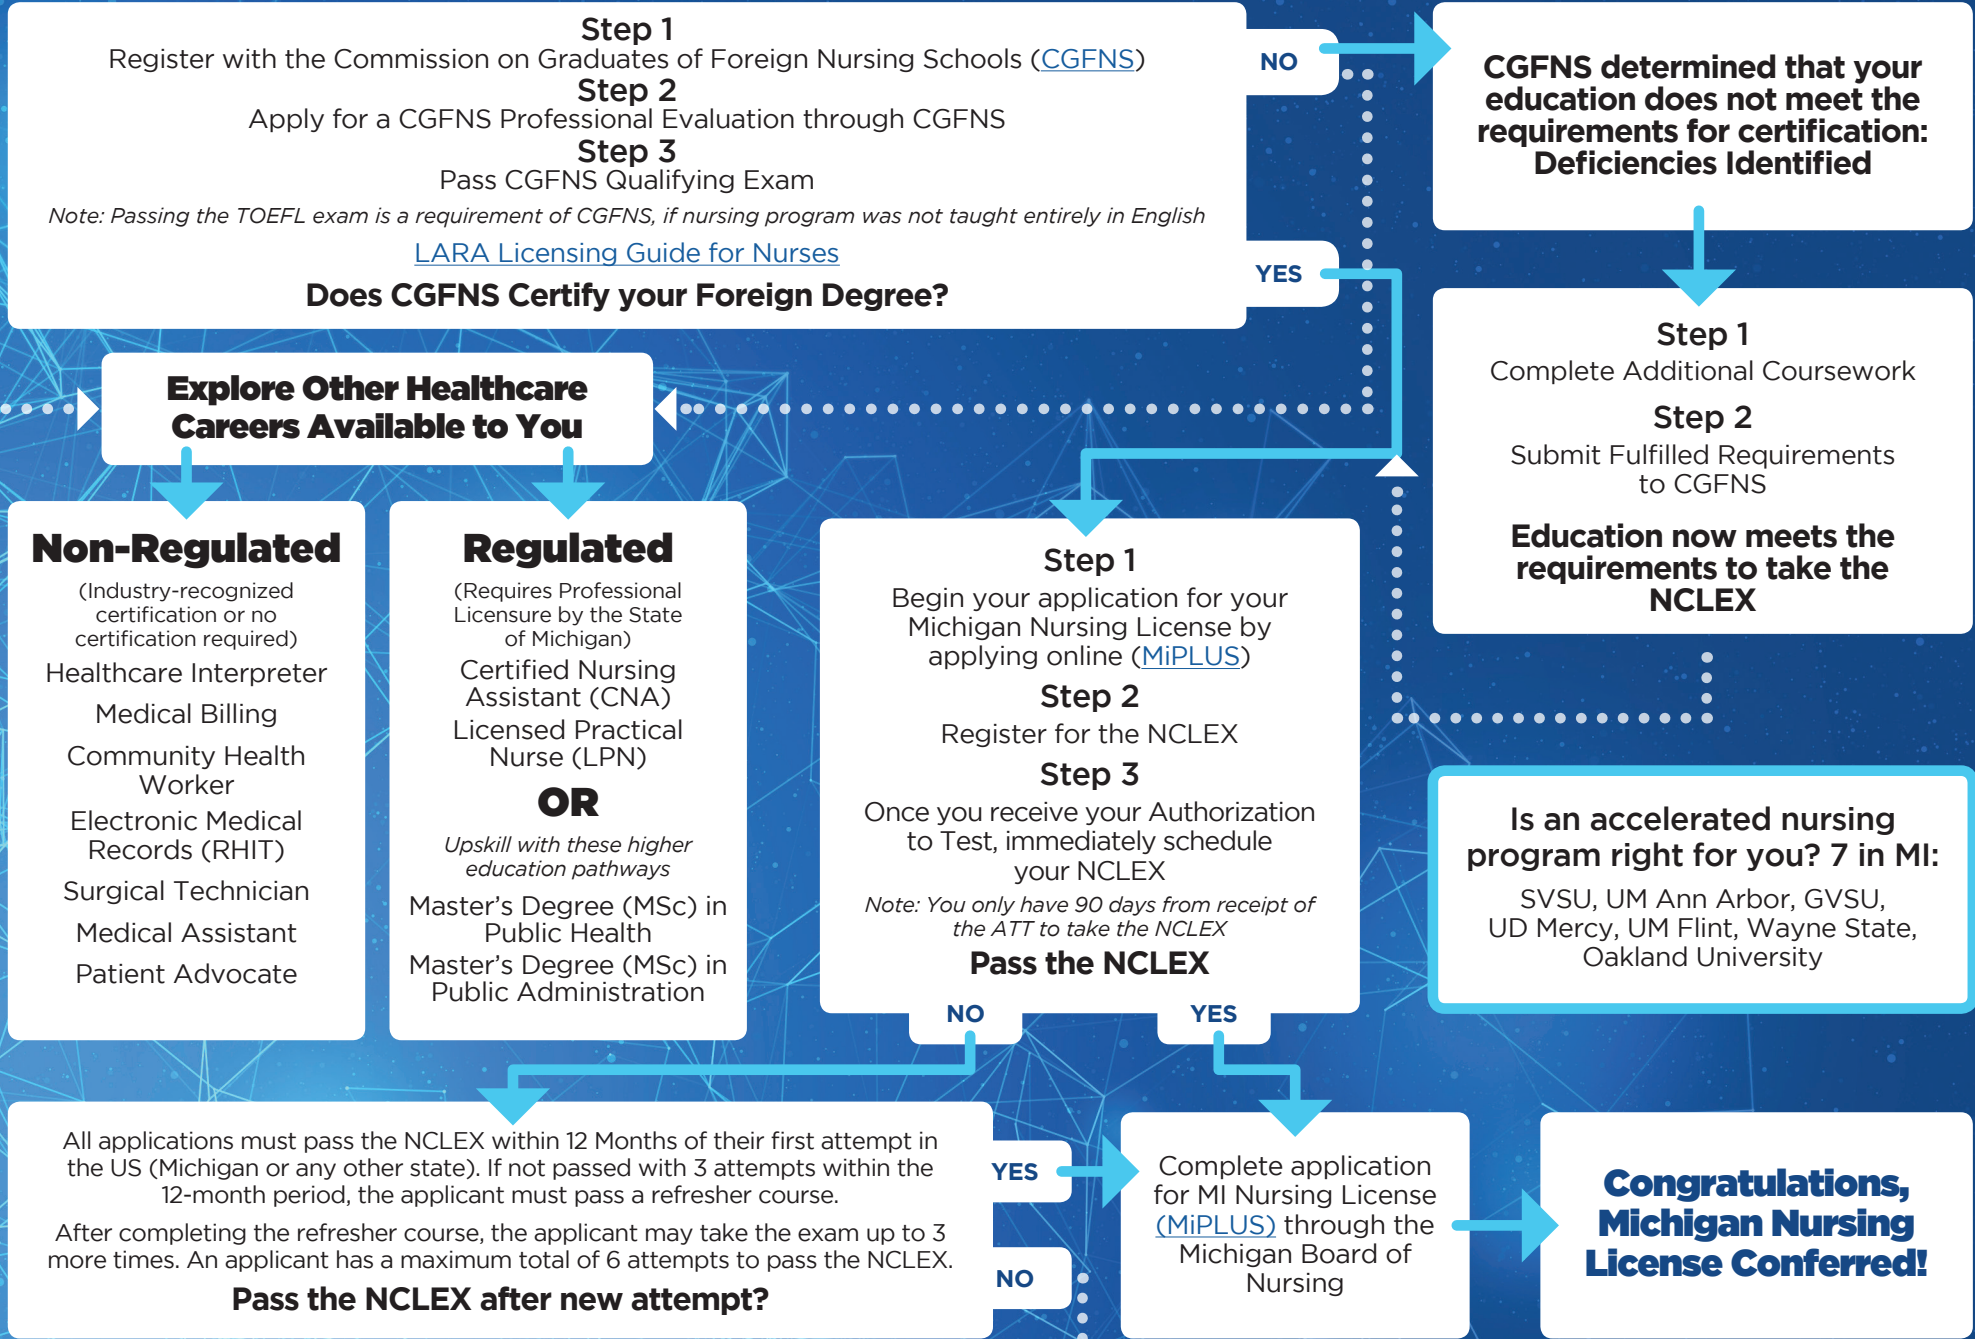 Step 1
Register with the Commission on Graduates of Foreign Nursing Schools (CGFNS)
Step 2
Apply for a CGFNS Professional Evaluation through CGFNS
Step 3
Pass CGFNS Qualifying Exam
Note: Passing the TOEFL exam is a requirement of CGFNS, if nursing program was not taught entirely in English
LARA Licensing Guide for Nurses
Does CGFNS Certify your Foreign Degree?
NO
YES
CGFNS determined that your
education does not meet the
requirements for certification:
Deficiencies Identified
Step 1
Complete Additional Coursework
Step 2
Submit Fulfilled Requirements
to CGFNS
Education now meets the
requirements to take the
NCLEX
Explore Other Healthcare
Careers Available to You
Non-Regulated
(Industry-recognized
certification or no
certification required)
Healthcare Interpreter
Medical Billing
Community Health
Worker
Electronic Medical
Records (RHIT)
Surgical Technician
Medical Assistant
Patient Advocate
Regulated
(Requires Professional
Licensure by the State
of Michigan)
Certified Nursing
Assistant (CNA)
Licensed Practical
Nurse (LPN)
OR
Upskill with these higher
education pathways
Master's Degree (MSc) in
Public Health
Master's Degree (MSc) in
Public Administration
Step 1
Begin your application for your
Michigan Nursing License by
applying online (MiPLUS)
Step 2
Register for the NCLEX
Step 3
Once you receive your Authorization
to Test, immediately schedule
your NCLEX
Note: You only have 90 days from receipt of
the ATT to take the NCLEX
Pass the NCLEX
NO
YES
Is an accelerated nursing
program right for you? 7 in MI:
SVSU, UM Ann Arbor, GVSU,
UD Mercy, UM Flint, Wayne State,
Oakland University
All applications must pass the NCLEX within 12 Months of their first attempt in
the US (Michigan or any other state). If not passed with 3 attempts within the
12-month period, the applicant must pass a refresher course.
After completing the refresher course, the applicant may take the exam up to 3
more times. An applicant has a maximum total of 6 attempts to pass the NCLEX.
Pass the NCLEX after new attempt?
YES
NO
Complete application
for MI Nursing License
(MiPLUS) through the
Michigan Board of
Nursing
Congratulations,
Michigan Nursing
License Conferred!